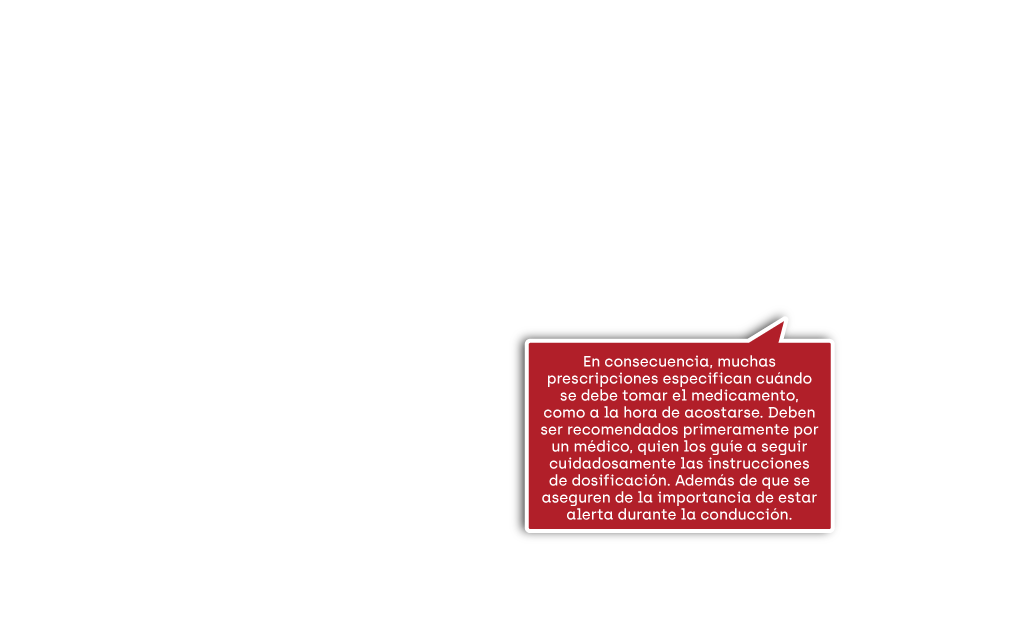 En consecuencia, muchas
prescripciones especifican cuándo
se debe tomar el medicamento,
como a la hora de acostarse. Deben
ser recomendados primeramente por
un médico, quien los guíe a seguir
cuidadosamente las instrucciones
de dosificación. Además de que se
aseguren de la importancia de estar
alerta durante la conducción.